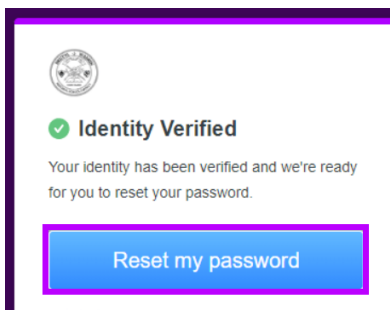 Identity Verified
Your identity has been verified and we're ready
for you to reset your password.
Reset my password